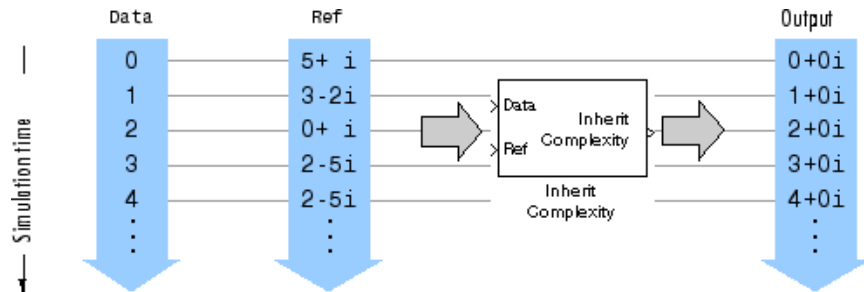 Data Ref Output
0 5+ i 0+0i
1 3-2i 1+0i
2 0+ i 2+0i
3 2-5i 3+0i
4 2-5i 4+0i
Data
Ref
Inherit
Complexity
Inherit
Complexity
Simulation time